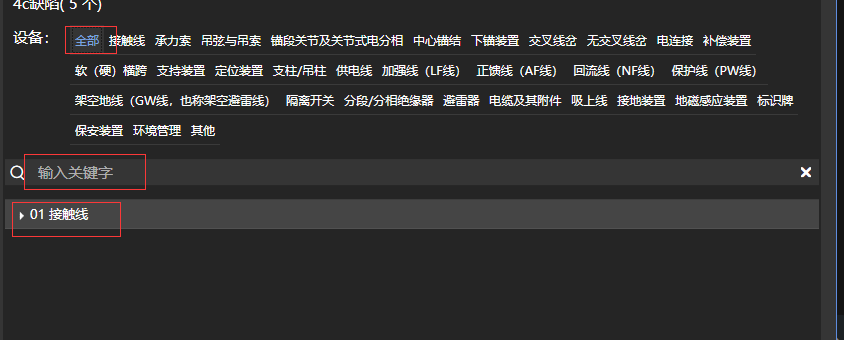 4c缺陷( 5 个)
设备： 全部 接触线 承力索 吊弦与吊索 锚段关节及关节式电分相 中心锚结 下锚装置 交叉线岔 无交叉线岔 电连接 补偿装置
软（硬）横跨 支持装置 定位装置 支柱/吊柱 供电线 加强线（LF线） 正馈线（AF线） 回流线（NF线） 保护线（PW线）
架空地线（GW线，也称架空避雷线） 隔离开关 分段/分相绝缘器 避雷器 电缆及其附件 吸上线 接地装置 地磁感应装置 标识牌
保安装置 环境管理 其他
输入关键字
01 接触线